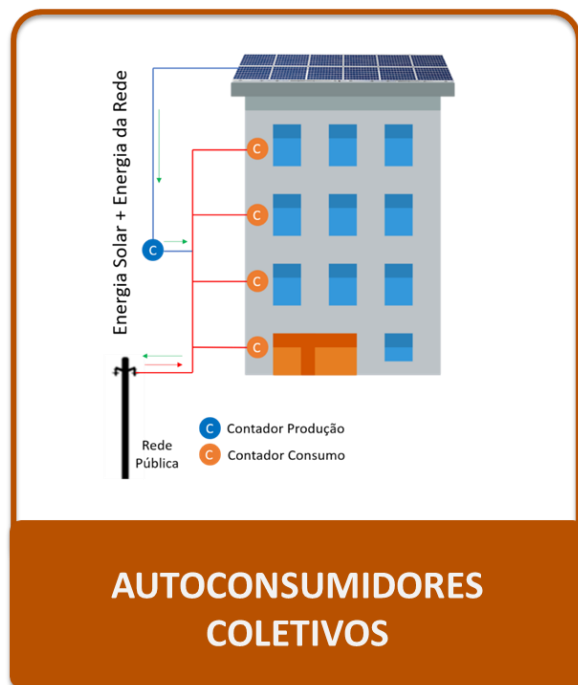 Energia Solar + Energia da Rede
C
C
C
C
C
Rede
Pública
C Contador Produção
C Contador Consumo
AUTOCONSUMIDORES
COLETIVOS